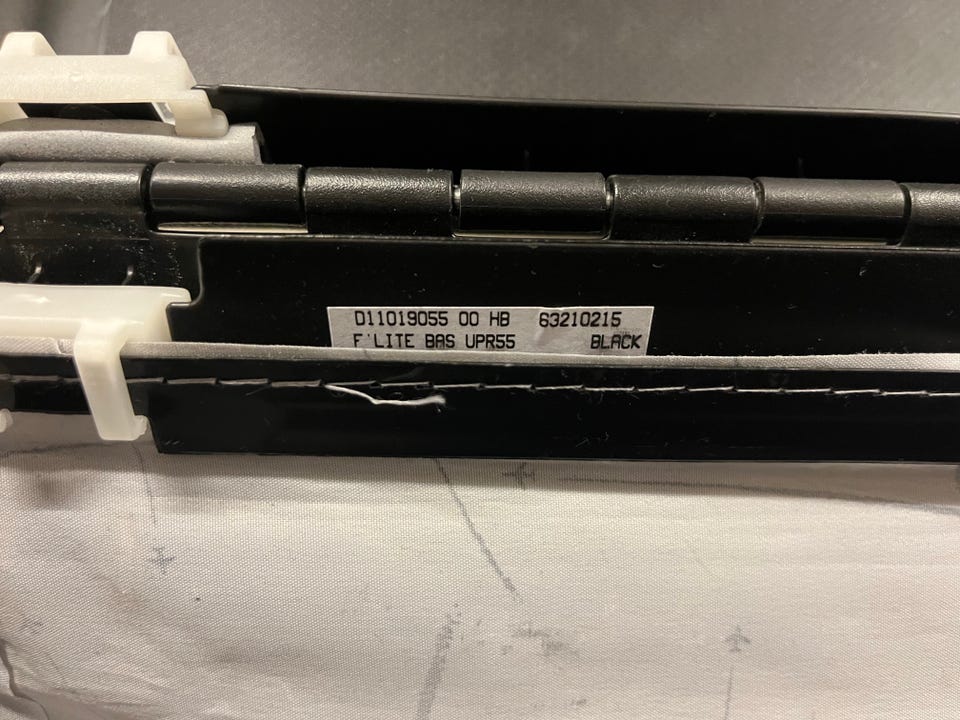 D11019055 00 HB 63210215
F'LITE BAS UPR55 BLACK